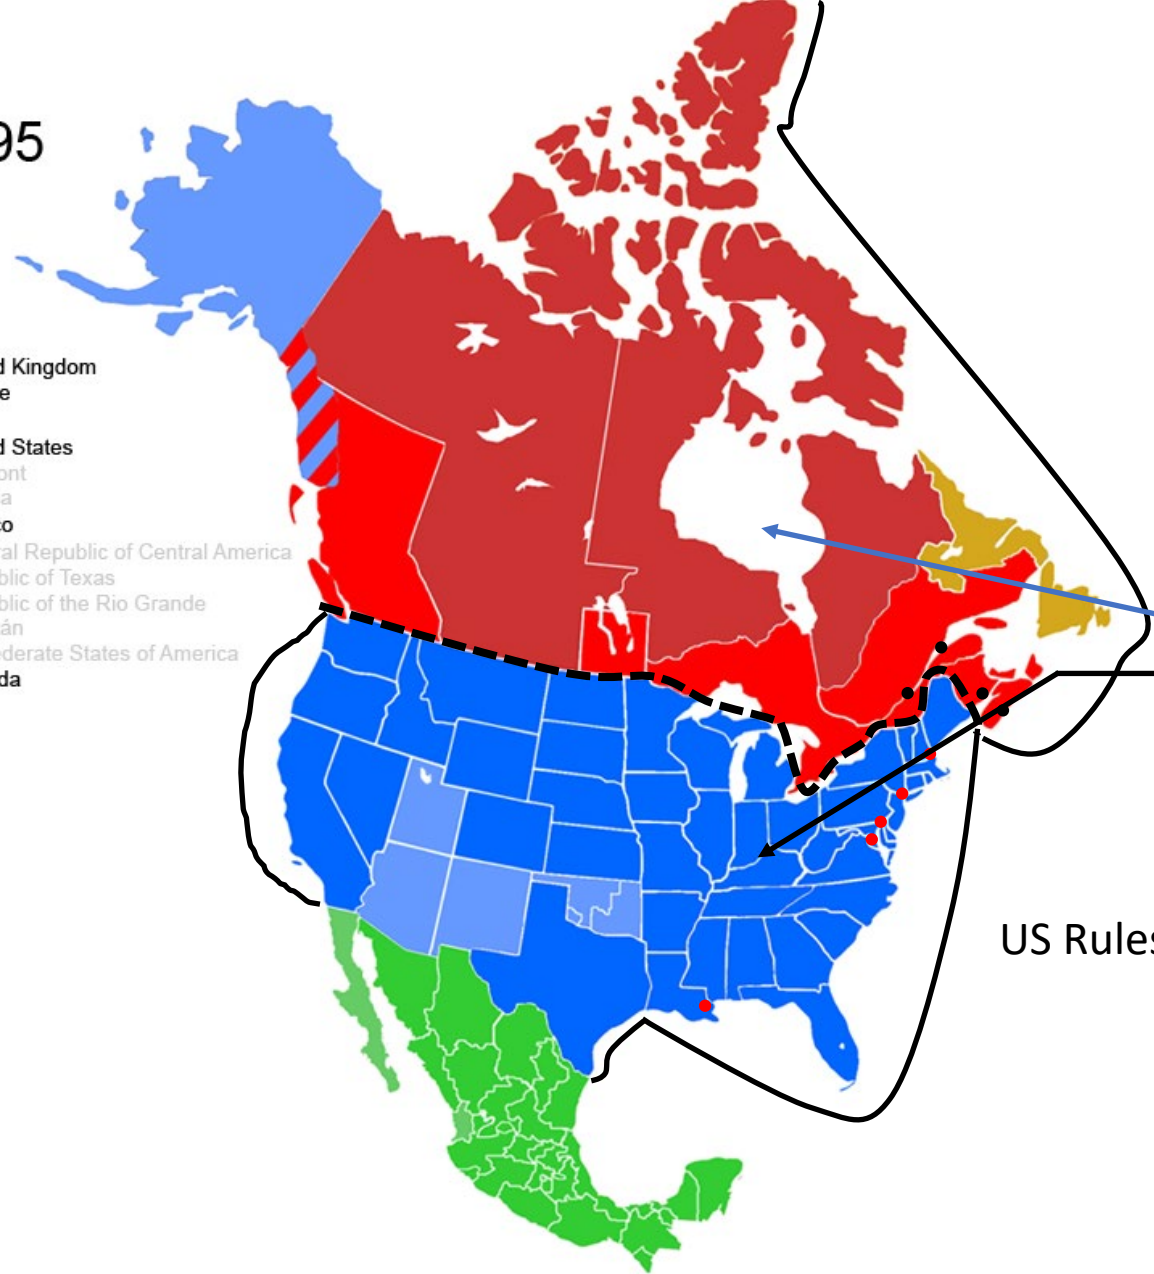 95
d Kingdom
e
d States
ont
a
co
al Republic of Central America
blic of Texas
blic of the Rio Grande
án
ederate States of America
da
US Rules